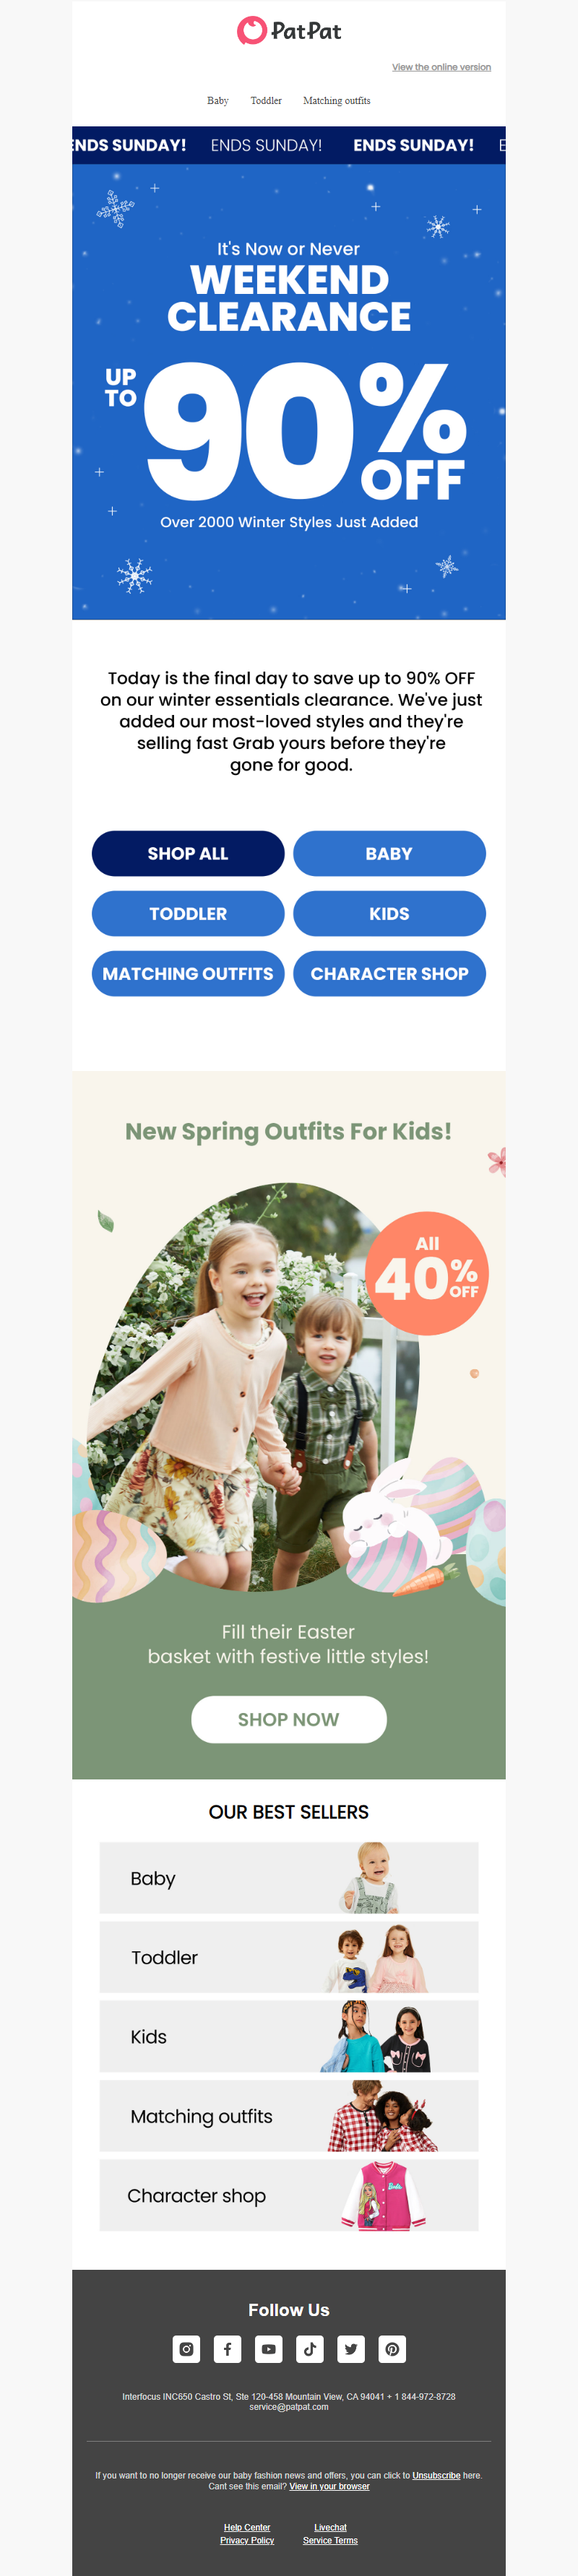 PatPat
View the online version
Baby Toddler Matching outfits
ENDS SUNDAY! ENDS SUNDAY! ENDS SUNDAY! E
It's Now or Never
WEEKEND
CLEARANCE
UP
TO
90%
OFF
Over 2000 Winter Styles Just Added
Today is the final day to save up to 90% OFF
on our winter essentials clearance. We've just
added our most-loved styles and they're
selling fast Grab yours before they're
gone for good.
SHOP ALL BABY
TODDLER KIDS
MATCHING OUTFITS CHARACTER SHOP
New Spring Outfits For Kids!
All
40%
OFF
Fill their Easter
basket with festive little styles!
SHOP NOW
OUR BEST SELLERS
Baby
Toddler
Kids
Matching outfits
Character shop
Barbie
Follow Us
Interfocus INC650 Castro St, Ste 120-458 Mountain View, CA 94041 + 1 844-972-8728
service@patpat.com
If you want to no longer receive our baby fashion news and offers, you can click to Unsubscribe here.
Cant see this email? View in your browser
Help Center Livechat
Privacy Policy Service Terms